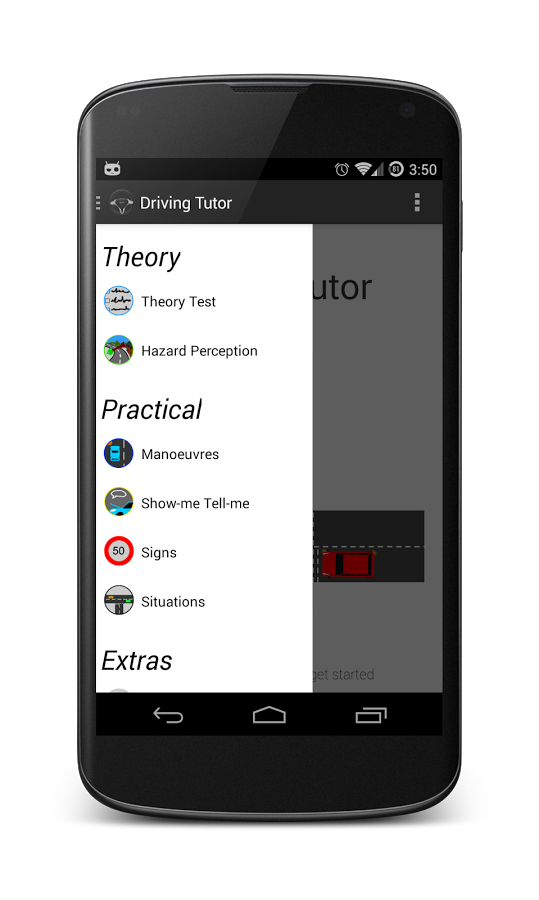 81 3:50
Driving Tutor
Theory
utor
Theory Test
Hazard Perception
Practical
Manoeuvres
Show-me Tell-me
50 Signs
Situations
Extras
get started